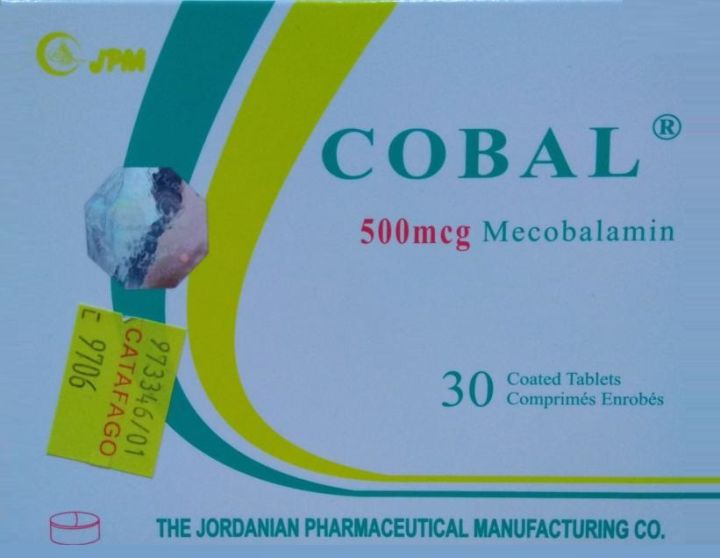 JPM
COBAL ®
500mcg Mecobalamin
30 Coated Tablets
Comprimés Enrobés
973346/01
CATAFAGO
E 9706
THE JORDANIAN PHARMACEUTICAL MANUFACTURING CO.